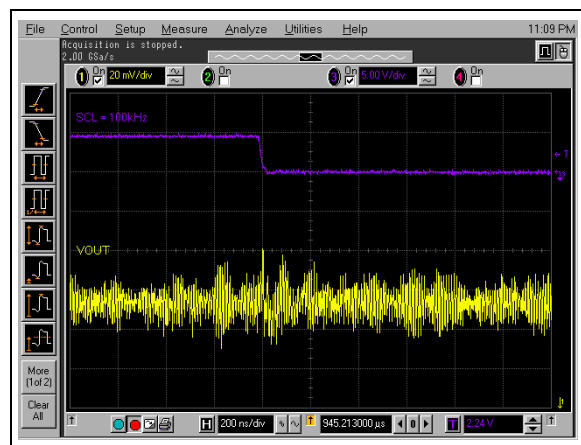 File Control Setup Measure Analyze Utilities Help 11:09 PM
Acquisition is stopped.
2.00 GSa/s
1 On 20 mV/div 2 On 3 On 5.00 V/div 4 On
SCL = 100kHz
T
VOUT
More
(1of 2)
Clear
All
H 200 ns/div 945.213000 µs 0 T 2.24 V